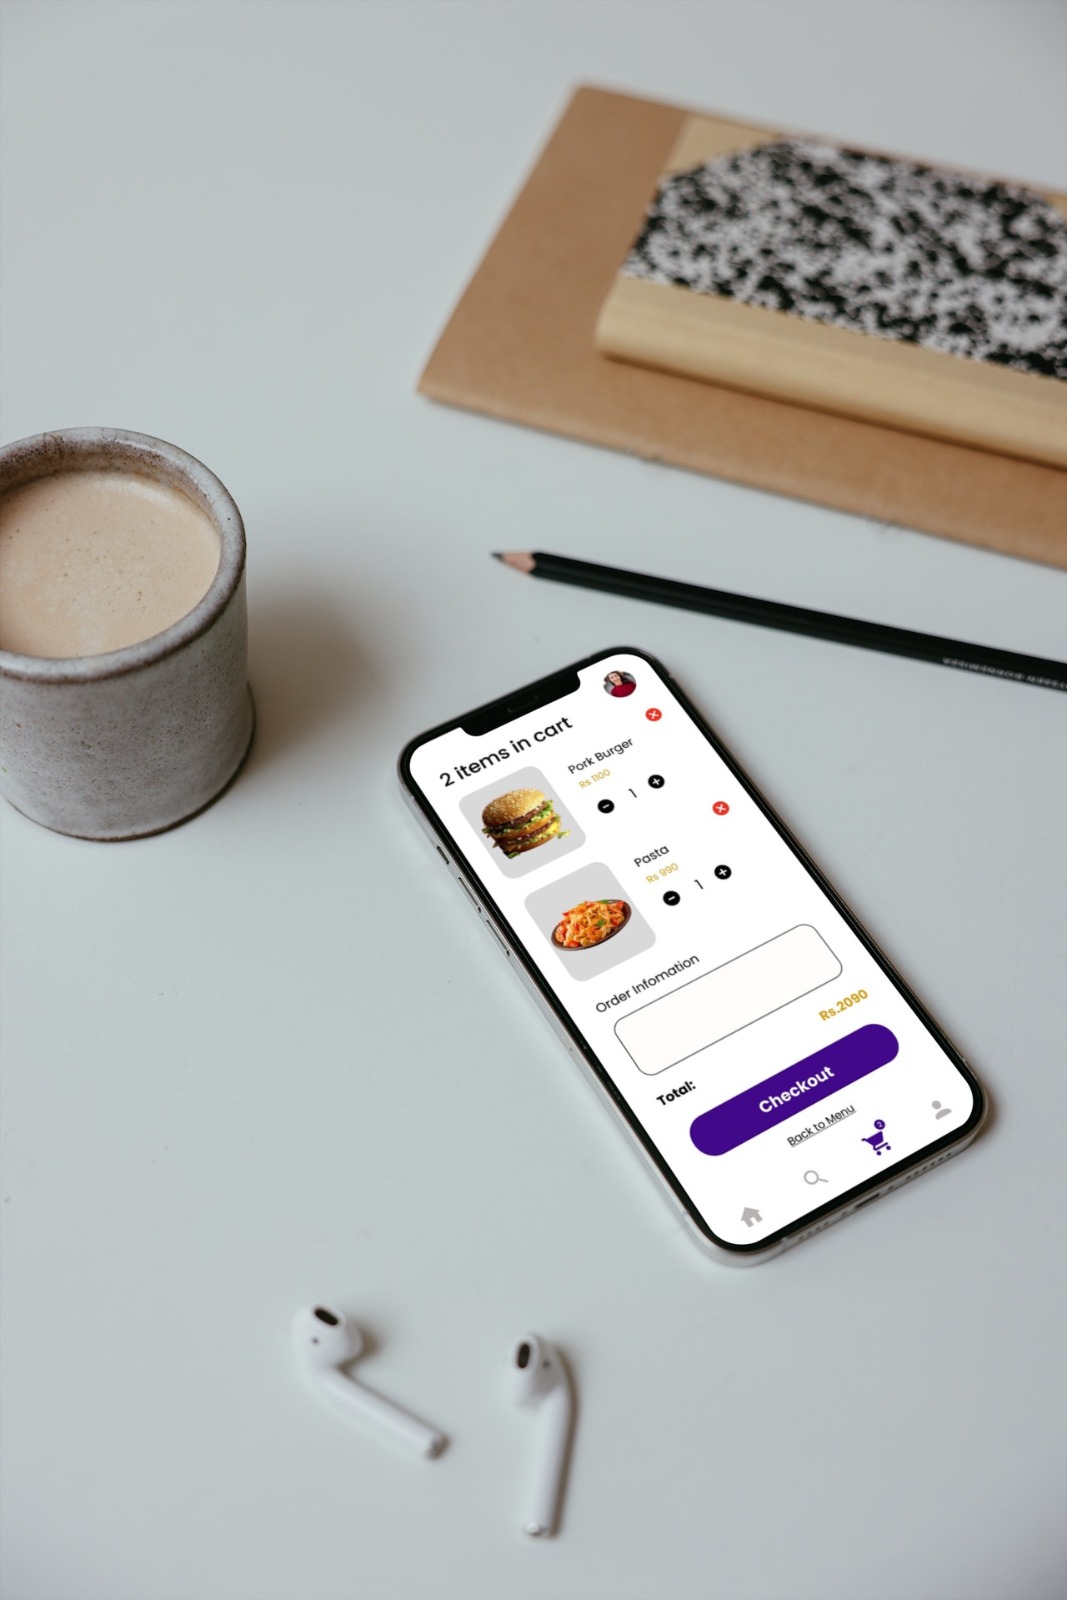 2 items in cart
Pork Burger
Rs 1100
1
Pasta
Rs 990
1
Order Infomation
Total:
Rs.2090
Checkout
Back to Menu
2